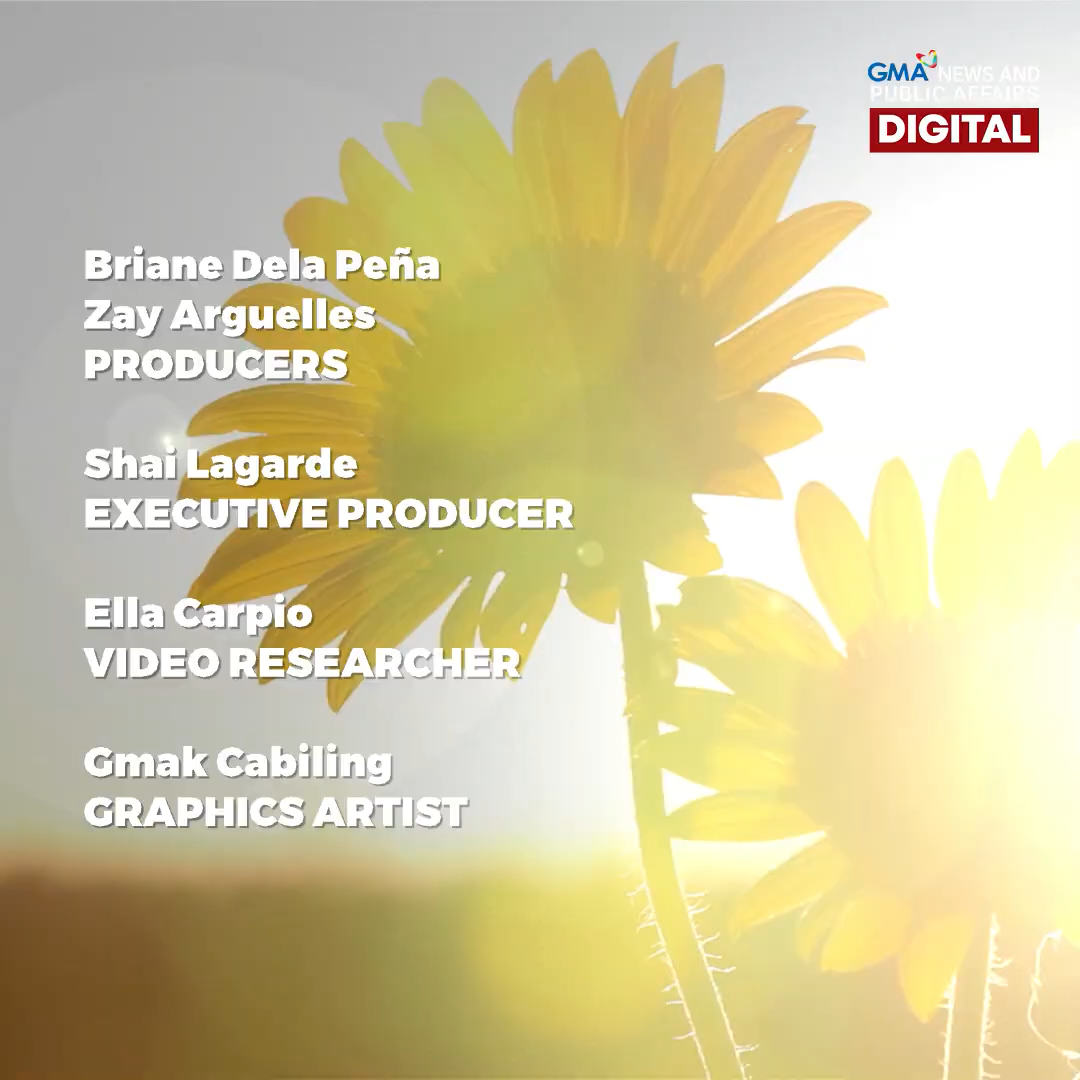 GMA NEWS AND
PUBLIC AFFAIRS
DIGITAL
Briane Dela Peña
Zay Arguelles
PRODUCERS
Shai Lagarde
EXECUTIVE PRODUCER
Ella Carpio
VIDEO RESEARCHER
Gmak Cabiling
GRAPHICS ARTIST